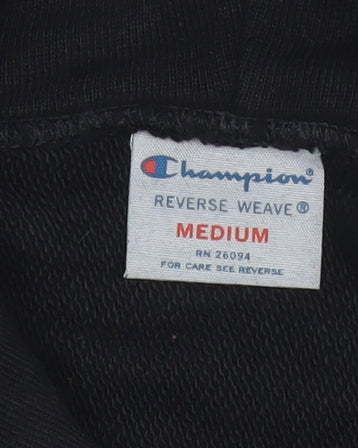 Champion®
REVERSE WEAVE®
MEDIUM
RN 26094
FOR CARE SEE REVERSE